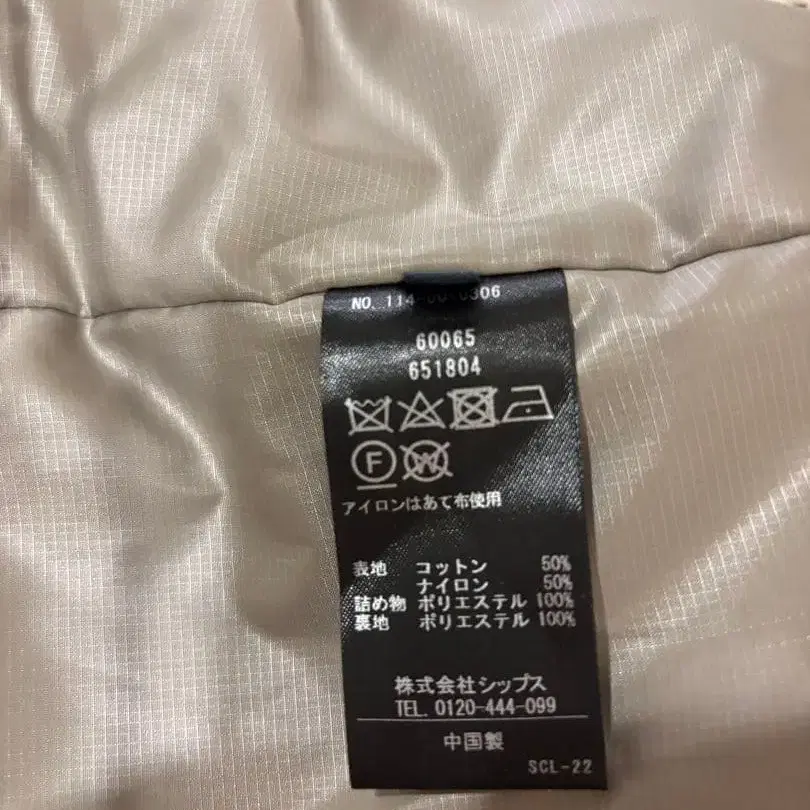 NO. 114-00-0306
60065
651804
F
W
アイロンはあて布使用
表地 コットン 50%
ナイロン 50%
詰め物 ポリエステル 100%
裏地 ポリエステル 100%
株式会社シップス
TEL. 0120-444-099
中国製
SCL-22